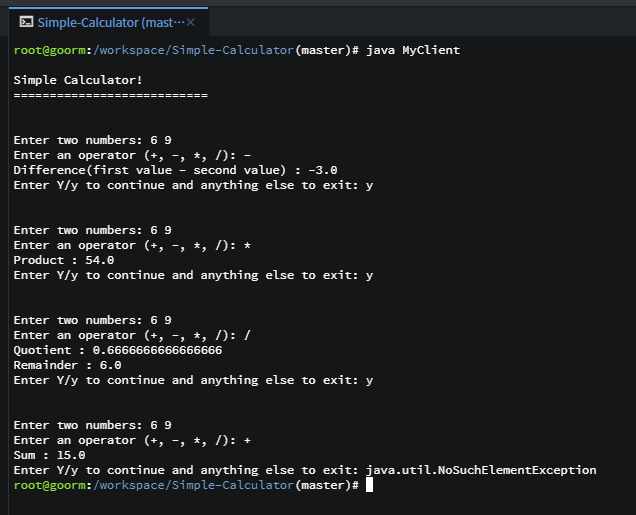 Simple-Calculator (mast···×
root@goorm:/workspace/Simple-Calculator(master)# java MyClient
Simple Calculator!
===========================
Enter two numbers: 6 9
Enter an operator (+, -, *, /): -
Difference(first value - second value) : -3.0
Enter Y/y to continue and anything else to exit: y
Enter two numbers: 6 9
Enter an operator (+, -, *, /): *
Product : 54.0
Enter Y/y to continue and anything else to exit: y
Enter two numbers: 6 9
Enter an operator (+, -, *, /): /
Quotient : 0.6666666666666666
Remainder : 6.0
Enter Y/y to continue and anything else to exit: y
Enter two numbers: 6 9
Enter an operator (+, -, *, /): +
Sum : 15.0
Enter Y/y to continue and anything else to exit: java.util.NoSuchElementException
root@goorm:/workspace/Simple-Calculator(master)#